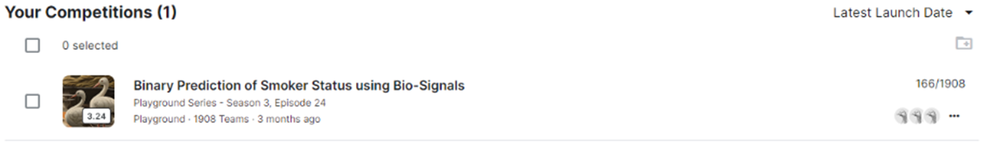 Your Competitions (1)
Latest Launch Date
0 selected
Binary Prediction of Smoker Status using Bio-Signals
166/1908
Playground Series - Season 3, Episode 24
3.24
Playground · 1908 Teams · 3 months ago